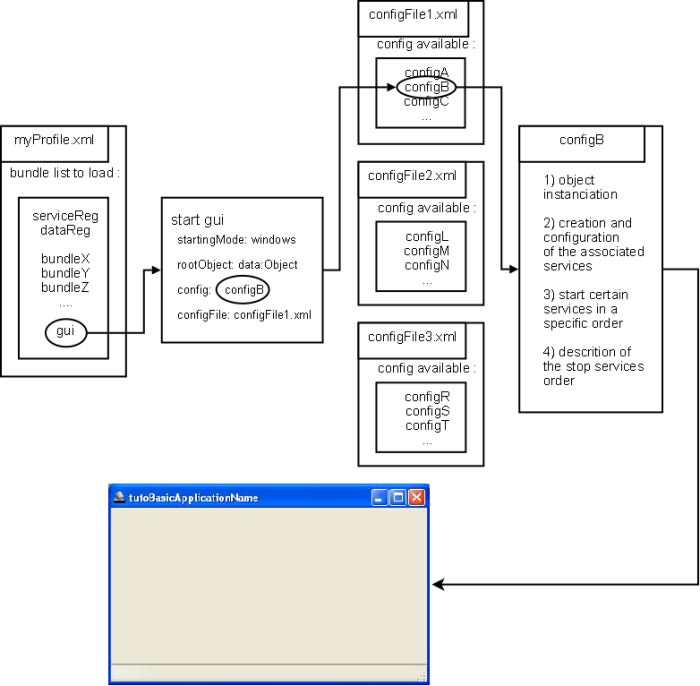 myProfile.xml
bundle list to load :
serviceReg
dataReg
bundleX
bundleY
bundleZ
....
gui
start gui
startingMode: windows
rootObject: data:Object
config: configB
configFile: configFile1.xml
configFile1.xml
config available :
configA
configB
configC
...
configFile2.xml
config available :
configL
configM
configN
...
configFile3.xml
config available :
configR
configS
configT
...
configB
1) object
instanciation
2) creation and
configuration
of the associated
services
3) start certain
services in a
specific order
4) descrition of
the stop services
order
tutoBasicApplicationName